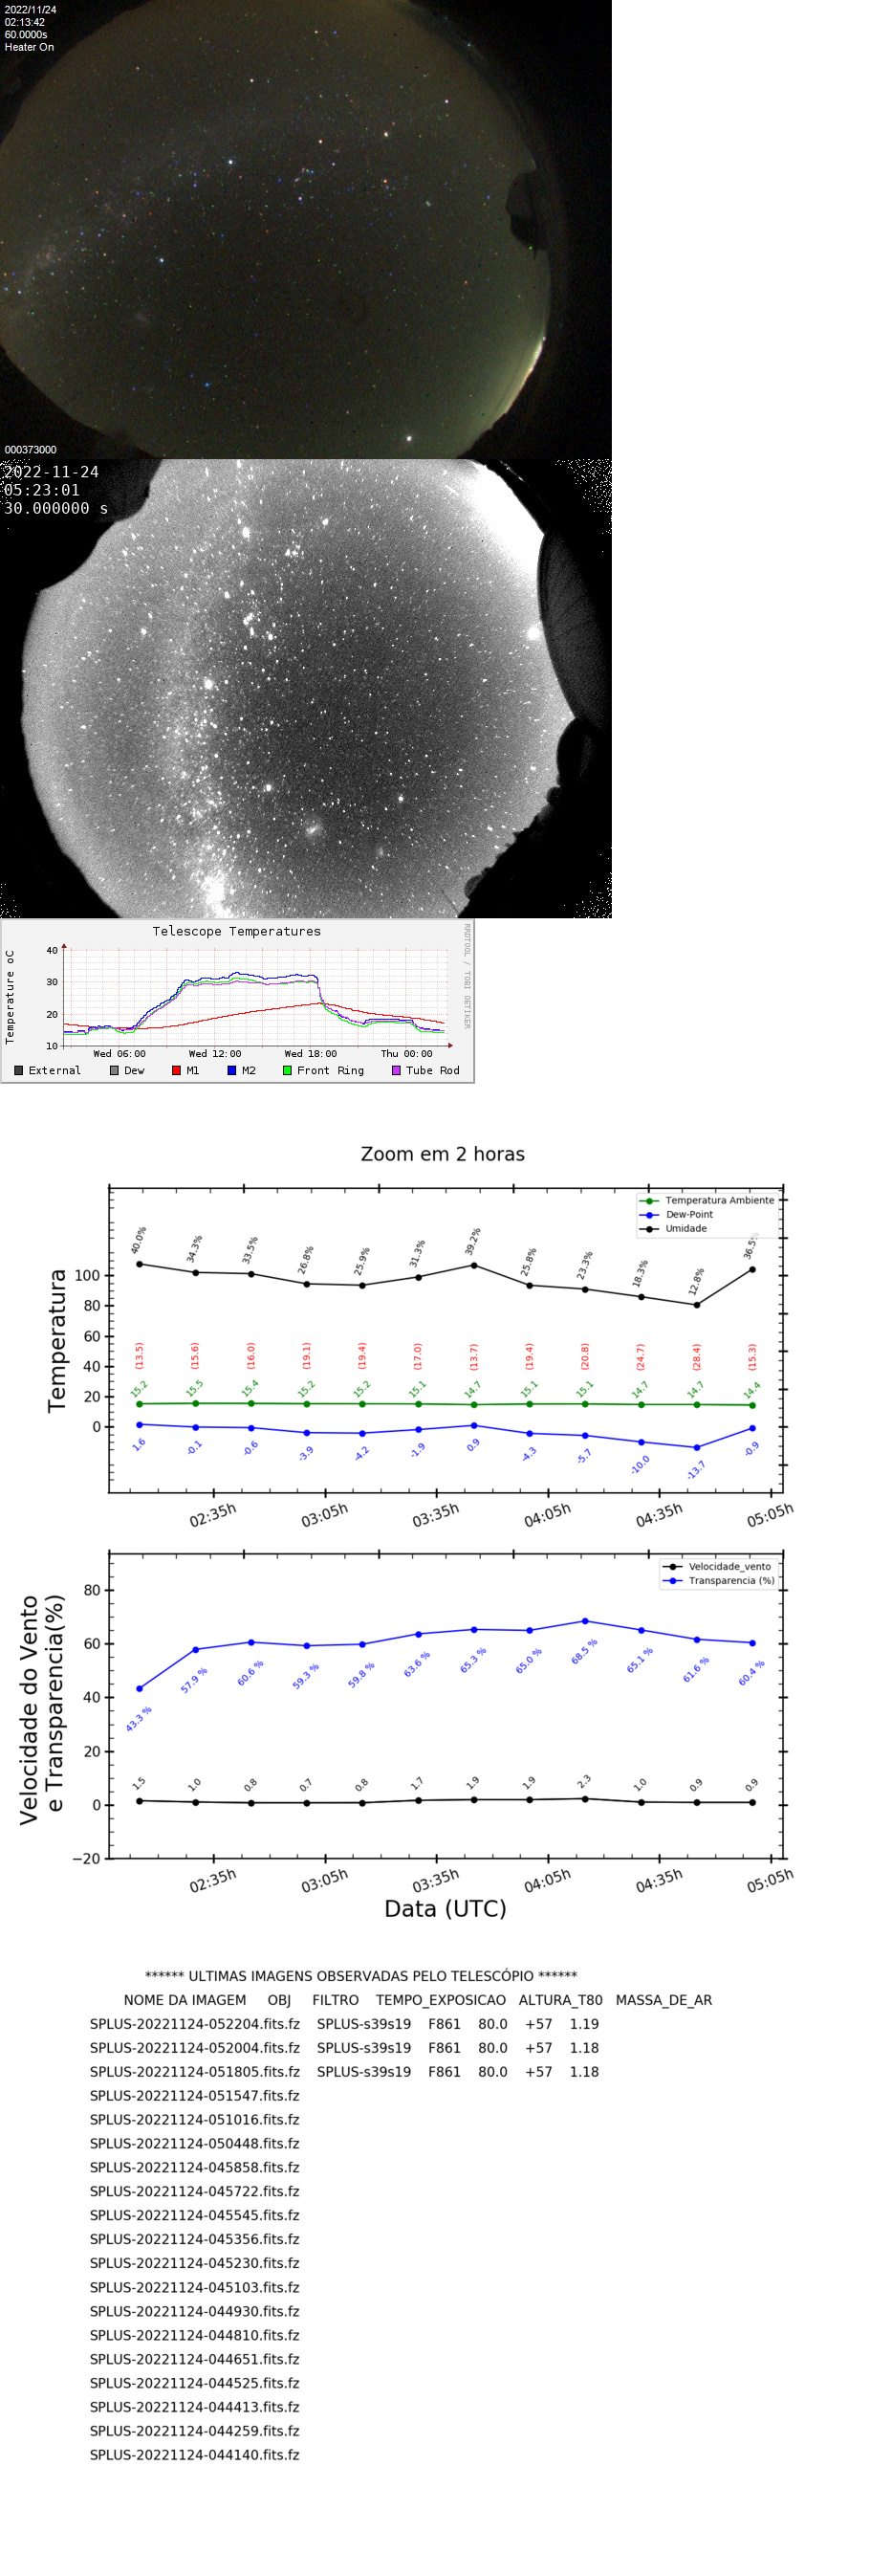 2022/11/24
02:13:42
60.0000s
Heater On
000373000
2022-11-24
05:23:01
30.000000 s
Telescope Temperatures
RRDTOOL / TOBI OETIKER
Temperature oC
40
30
20
10
Wed 06:00 Wed 12:00 Wed 18:00 Thu 00:00
External Dew M1 M2 Front Ring Tube Rod
Zoom em 2 horas
Temperatura Ambiente
Dew-Point
Umidade
Temperatura
100
80
60
40
20
0
40.0% 34.3% 33.5% 26.8% 25.9% 31.3% 39.2% 25.8% 23.3% 18.3% 12.8% 36.5%
(13.5) (15.6) (16.0) (19.1) (19.4) (17.0) (13.7) (19.4) (20.8) (24.7) (28.4) (15.3)
15.2 15.5 15.4 15.2 15.2 15.1 14.7 15.1 15.1 14.7 14.7 14.4
1.6 -0.1 -0.6 -3.9 -4.2 -1.9 0.9 -4.3 -5.7 -10.0 -13.7 -0.9
02:35h 03:05h 03:35h 04:05h 04:35h 05:05h
Velocidade_vento
Transparencia (%)
Velocidade do Vento
e Transparencia(%)
80
60
40
20
0
−20
43.3 % 57.9 % 60.6 % 59.3 % 59.8 % 63.6 % 65.3 % 65.0 % 68.5 % 65.1 % 61.6 % 60.4 %
1.5 1.0 0.8 0.7 0.8 1.7 1.9 1.9 2.3 1.0 0.9 0.9
02:35h 03:05h 03:35h 04:05h 04:35h 05:05h
Data (UTC)
****** ULTIMAS IMAGENS OBSERVADAS PELO TELESCÓPIO ******
NOME DA IMAGEM OBJ FILTRO TEMPO_EXPOSICAO ALTURA_T80 MASSA_DE_AR
SPLUS-20221124-052204.fits.fz SPLUS-s39s19 F861 80.0 +57 1.19
SPLUS-20221124-052004.fits.fz SPLUS-s39s19 F861 80.0 +57 1.18
SPLUS-20221124-051805.fits.fz SPLUS-s39s19 F861 80.0 +57 1.18
SPLUS-20221124-051547.fits.fz
SPLUS-20221124-051016.fits.fz
SPLUS-20221124-050448.fits.fz
SPLUS-20221124-045858.fits.fz
SPLUS-20221124-045722.fits.fz
SPLUS-20221124-045545.fits.fz
SPLUS-20221124-045356.fits.fz
SPLUS-20221124-045230.fits.fz
SPLUS-20221124-045103.fits.fz
SPLUS-20221124-044930.fits.fz
SPLUS-20221124-044810.fits.fz
SPLUS-20221124-044651.fits.fz
SPLUS-20221124-044525.fits.fz
SPLUS-20221124-044413.fits.fz
SPLUS-20221124-044259.fits.fz
SPLUS-20221124-044140.fits.fz